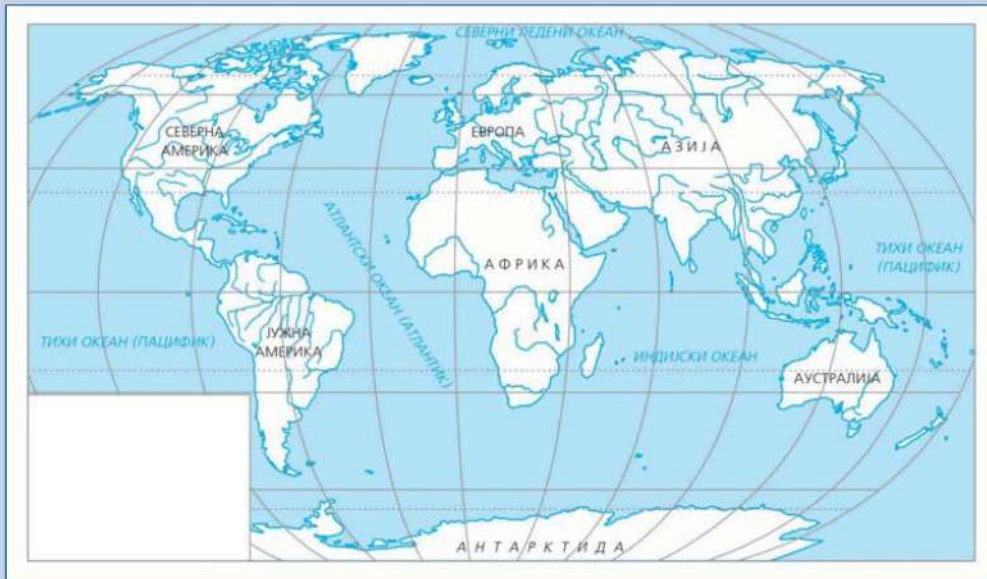 СЕВЕРНИ ЛЕДЕНИ ОКЕАН
СЕВЕРНА
АМЕРИКА
ЕВРОПА
АЗИЈА
АТЛАНТСКИ ОКЕАН (АТЛАНТИК)
АФРИКА
ТИХИ ОКЕАН
(ПАЦИФИК)
ТИХИ ОКЕАН (ПАЦИФИК)
ЈУЖНА
АМЕРИКА
ИНДИЈСКИ ОКЕАН
АУСТРАЛИЈА
АНТАРКТИДА